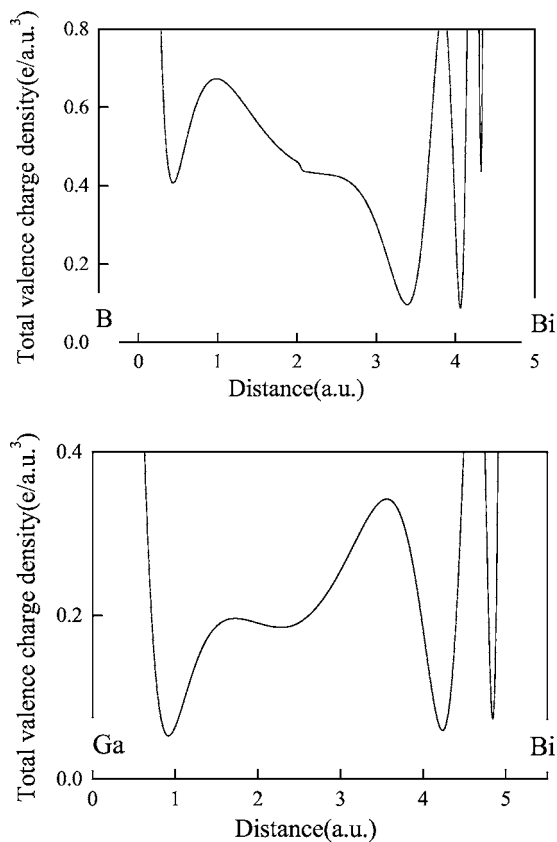 Total valence charge density(e/a.u.³)
0.8
0.6
0.4
0.2
0.0
B
Bi
0 1 2 3 4 5
Distance(a.u.)
Total valence charge density(e/a.u.³)
0.4
0.2
0.0
Ga
Bi
0 1 2 3 4 5
Distance(a.u.)